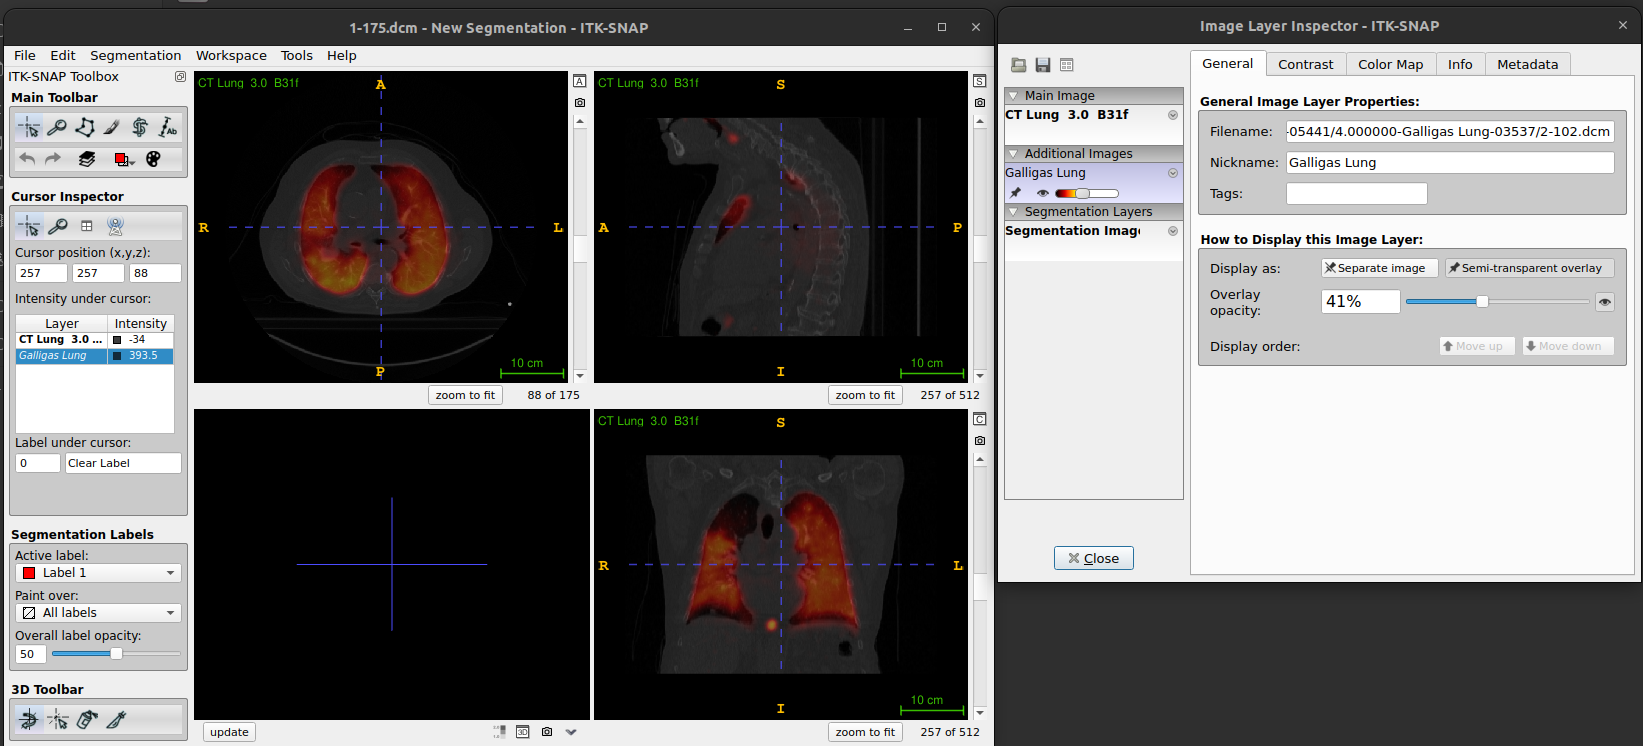 1-175.dcm - New Segmentation - ITK-SNAP
File Edit Segmentation Workspace Tools Help
ITK-SNAP Toolbox
Main Toolbar
Ab
Cursor Inspector
Cursor position (x,y,z):
257 257 88
Intensity under cursor:
Layer Intensity
CT Lung 3.0 ... -34
Galligas Lung 393.5
Label under cursor:
0 Clear Label
Segmentation Labels
Active label:
Label 1
Paint over:
All labels
Overall label opacity:
50
3D Toolbar
CT Lung 3.0 B31f
A
R
L
P
10 cm
A
zoom to fit 88 of 175
CT Lung 3.0 B31f
S
A
P
I
10 cm
S
zoom to fit 257 of 512
update
3D
CT Lung 3.0 B31f
S
R
L
I
10 cm
C
zoom to fit 257 of 512
Image Layer Inspector - ITK-SNAP
Main Image
CT Lung 3.0 B31f
Additional Images
Galligas Lung
Segmentation Layers
Segmentation Imag
Close
General Contrast Color Map Info Metadata
General Image Layer Properties:
Filename: -05441/4.000000-Galligas Lung-03537/2-102.dcm
Nickname: Galligas Lung
Tags:
How to Display this Image Layer:
Display as: Separate image Semi-transparent overlay
Overlay
opacity:
41%
Display order: Move up Move down